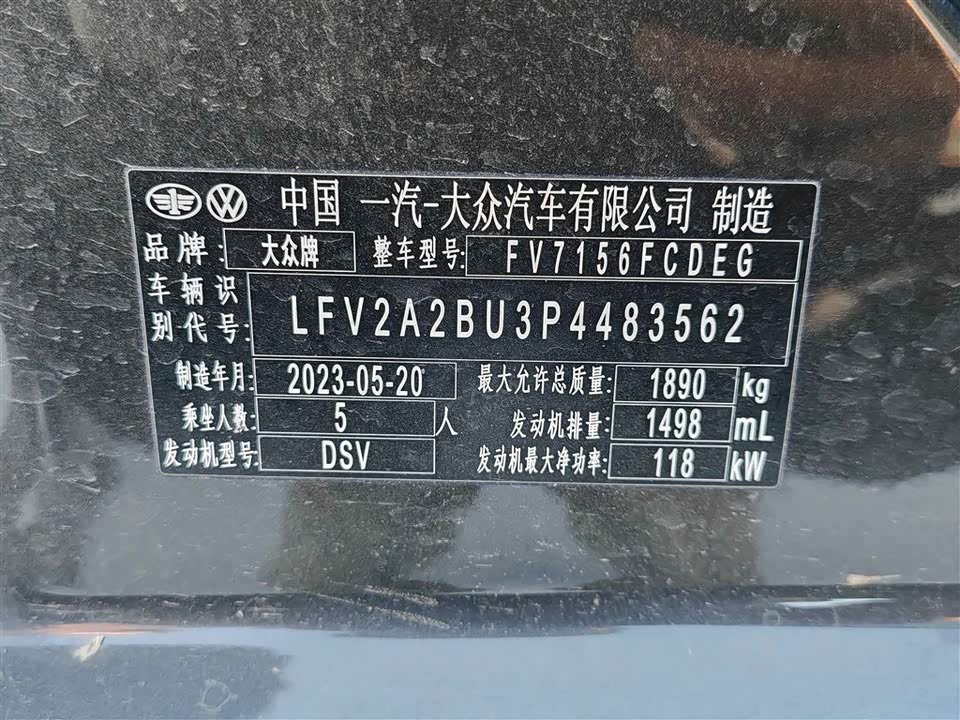 中国 一汽-大众汽车有限公司 制造
品牌: 大众牌 整车型号: FV7156FCDEG
车辆识别代号: LFV2A2BU3P4483562
制造年月: 2023-05-20 最大允许总质量: 1890 kg
乘坐人数: 5 人 发动机排量: 1498 mL
发动机型号: DSV 发动机最大净功率: 118 kW